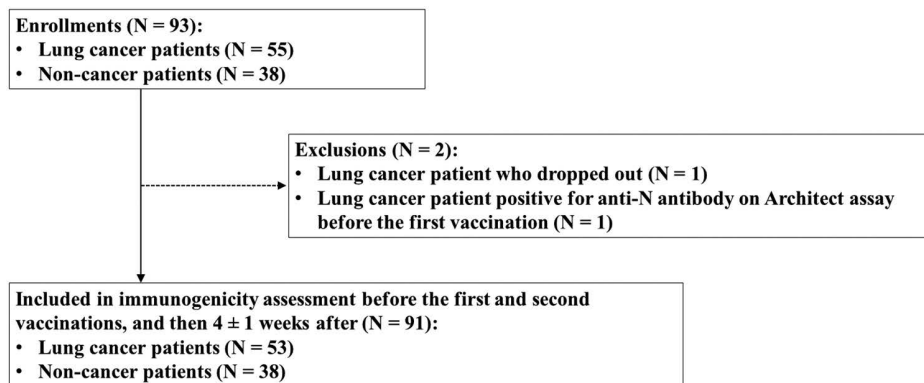 Enrollments (N = 93):
• Lung cancer patients (N = 55)
• Non-cancer patients (N = 38)
Exclusions (N = 2):
• Lung cancer patient who dropped out (N = 1)
• Lung cancer patient positive for anti-N antibody on Architect assay
before the first vaccination (N = 1)
Included in immunogenicity assessment before the first and second
vaccinations, and then 4 ± 1 weeks after (N = 91):
• Lung cancer patients (N = 53)
• Non-cancer patients (N = 38)